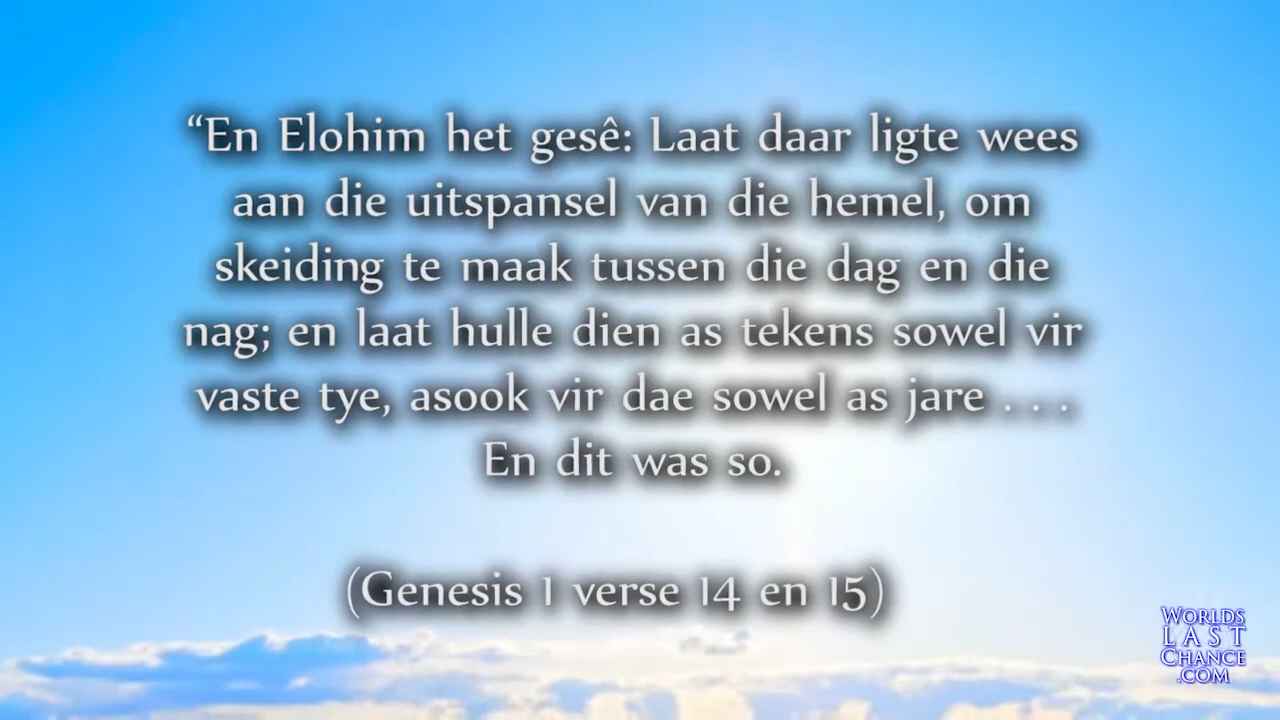 “En Elohim het gesê: Laat daar ligte wees
aan die uitspansel van die hemel, om
skeiding te maak tussen die dag en die
nag; en laat hulle dien as tekens sowel vir
vaste tye, asook vir dae sowel as jare . . .
En dit was so.
(Genesis 1 verse 14 en 15)
WORLDS
LAST
CHANCE
.COM